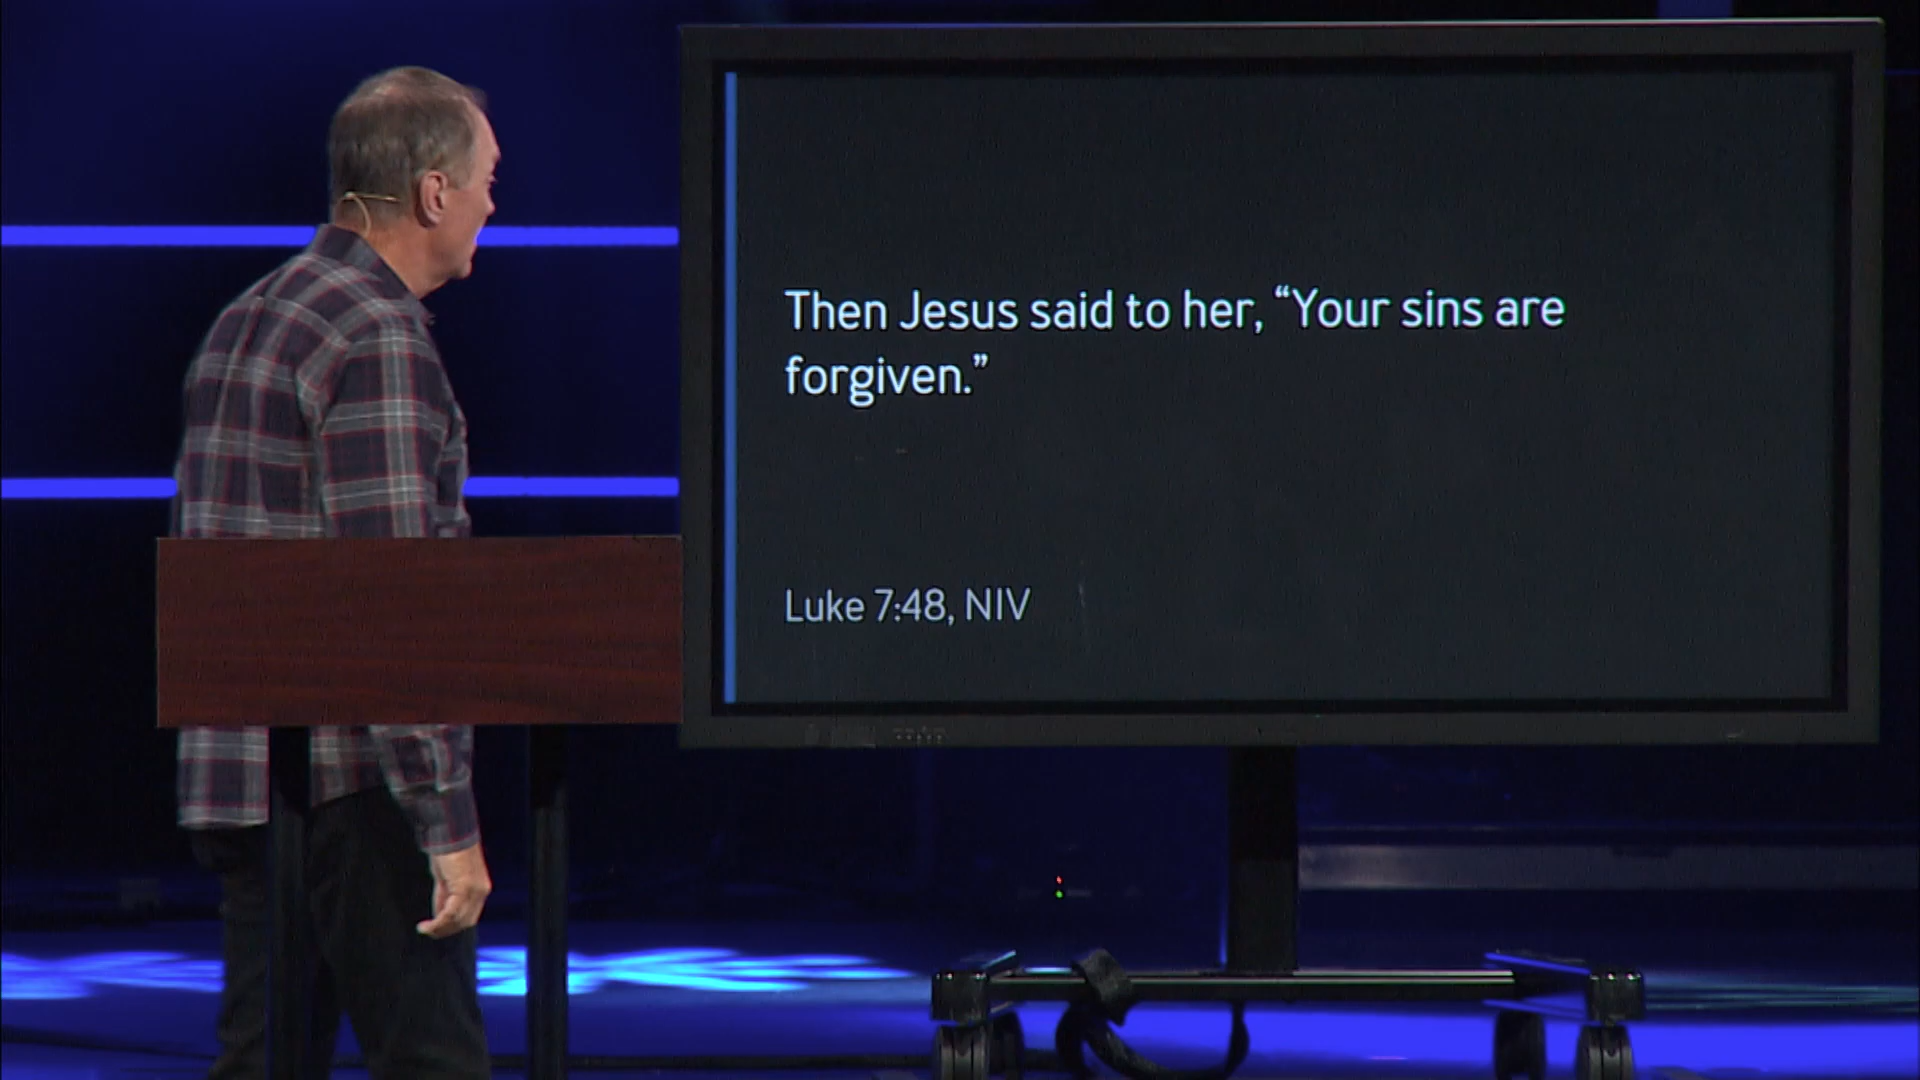 Then Jesus said to her, “Your sins are
forgiven.”
Luke 7:48, NIV